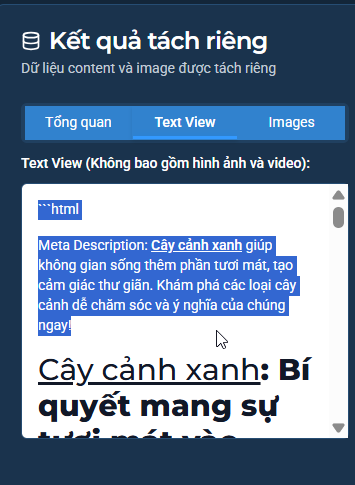 Kết quả tách riêng
Dữ liệu content và image được tách riêng
Tổng quan
Text View
Images
Text View (Không bao gồm hình ảnh và video):
```html
Meta Description: Cây cảnh xanh giúp
không gian sống thêm phần tươi mát, tạo
cảm giác thư giãn. Khám phá các loại cây
cảnh dễ chăm sóc và ý nghĩa của chúng
ngay!
Cây cảnh xanh: Bí
quyết mang sự
tươi mát vào